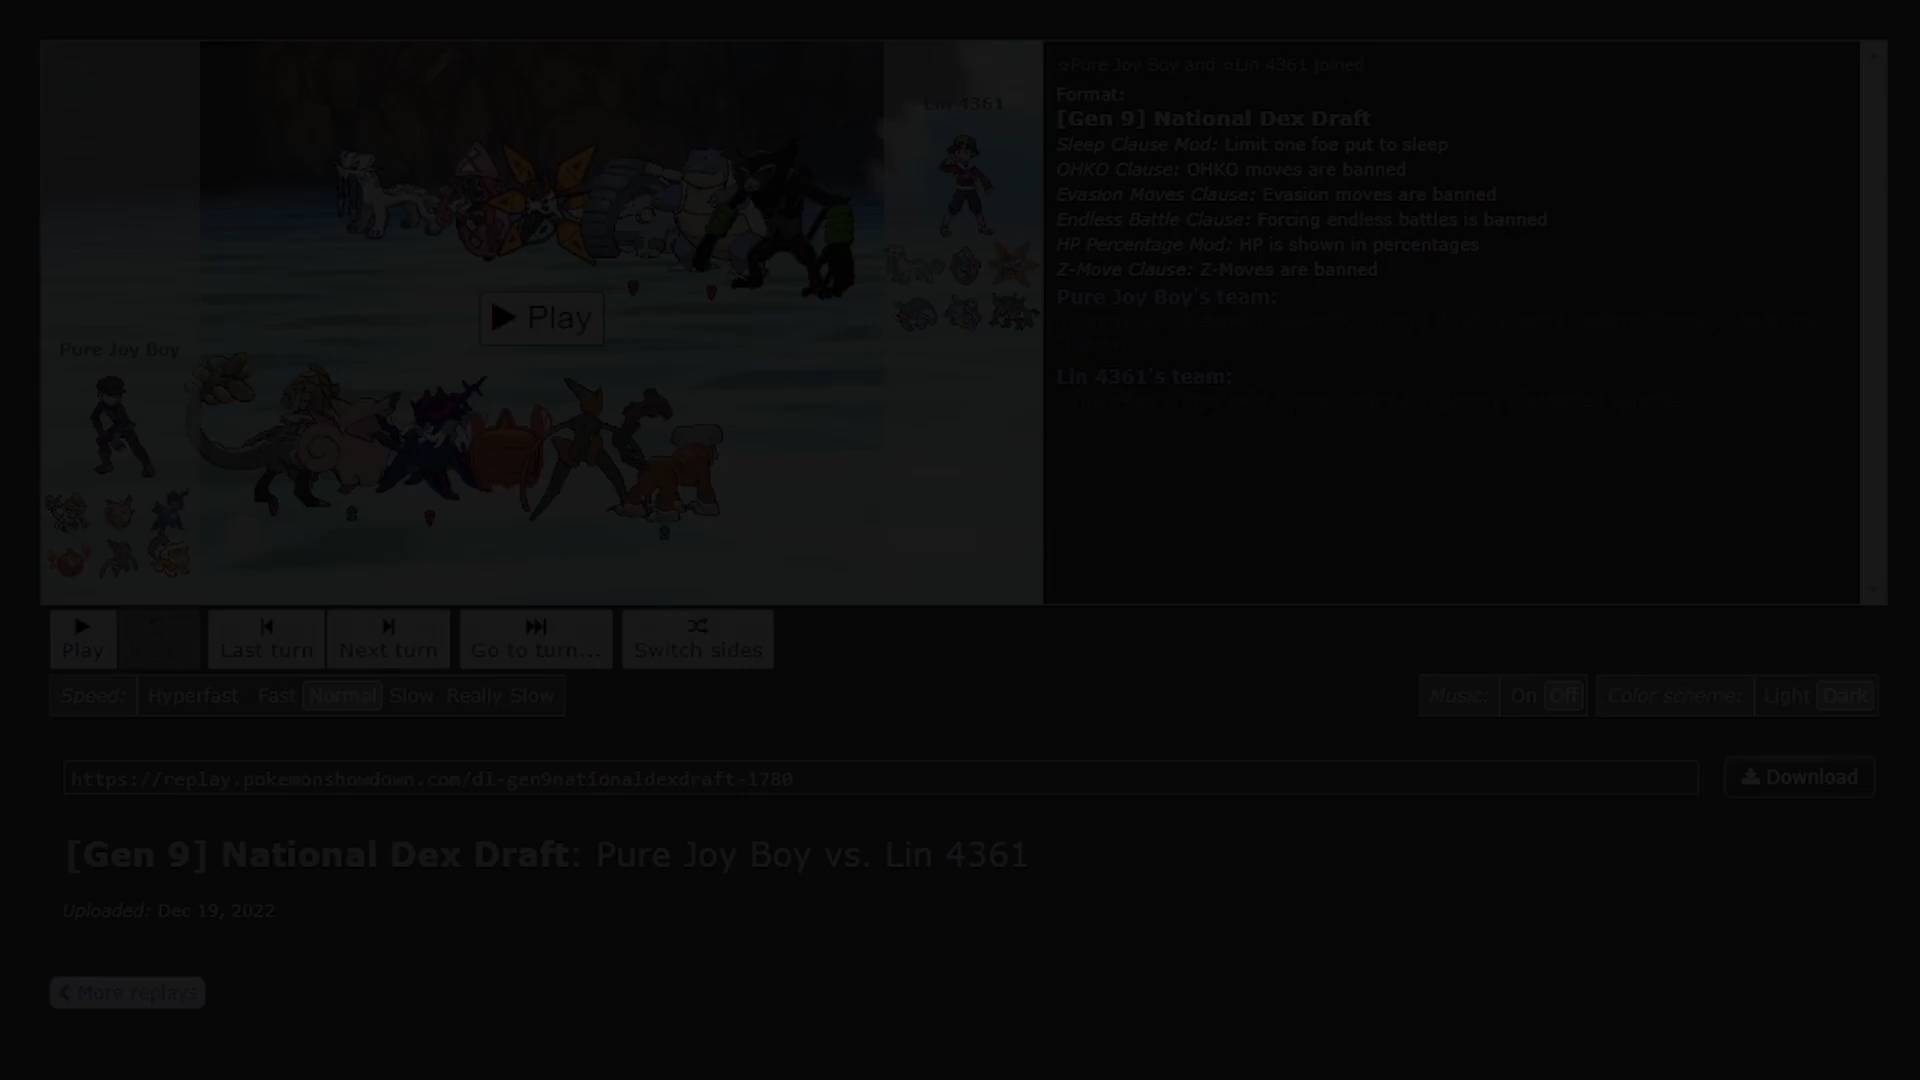 ☆Pure Joy Boy and ☆Lin 4361 joined
Format:
[Gen 9] National Dex Draft
Sleep Clause Mod: Limit one foe put to sleep
OHKO Clause: OHKO moves are banned
Evasion Moves Clause: Evasion moves are banned
Endless Battle Clause: Forcing endless battles is banned
HP Percentage Mod: HP is shown in percentages
Z-Move Clause: Z-Moves are banned
Pure Joy Boy's team:
Lin 4361's team:
Lin 4361
Play
Pure Joy Boy
Play
Last turn
Next turn
Go to turn...
Switch sides
Speed: Hyperfast Fast Normal Slow Really Slow
Music: On Off
Color scheme: Light Dark
https://replay.pokemonshowdown.com/dl-gen9nationaldexdraft-1780
Download
[Gen 9] National Dex Draft: Pure Joy Boy vs. Lin 4361
Uploaded: Dec 19, 2022
More replays